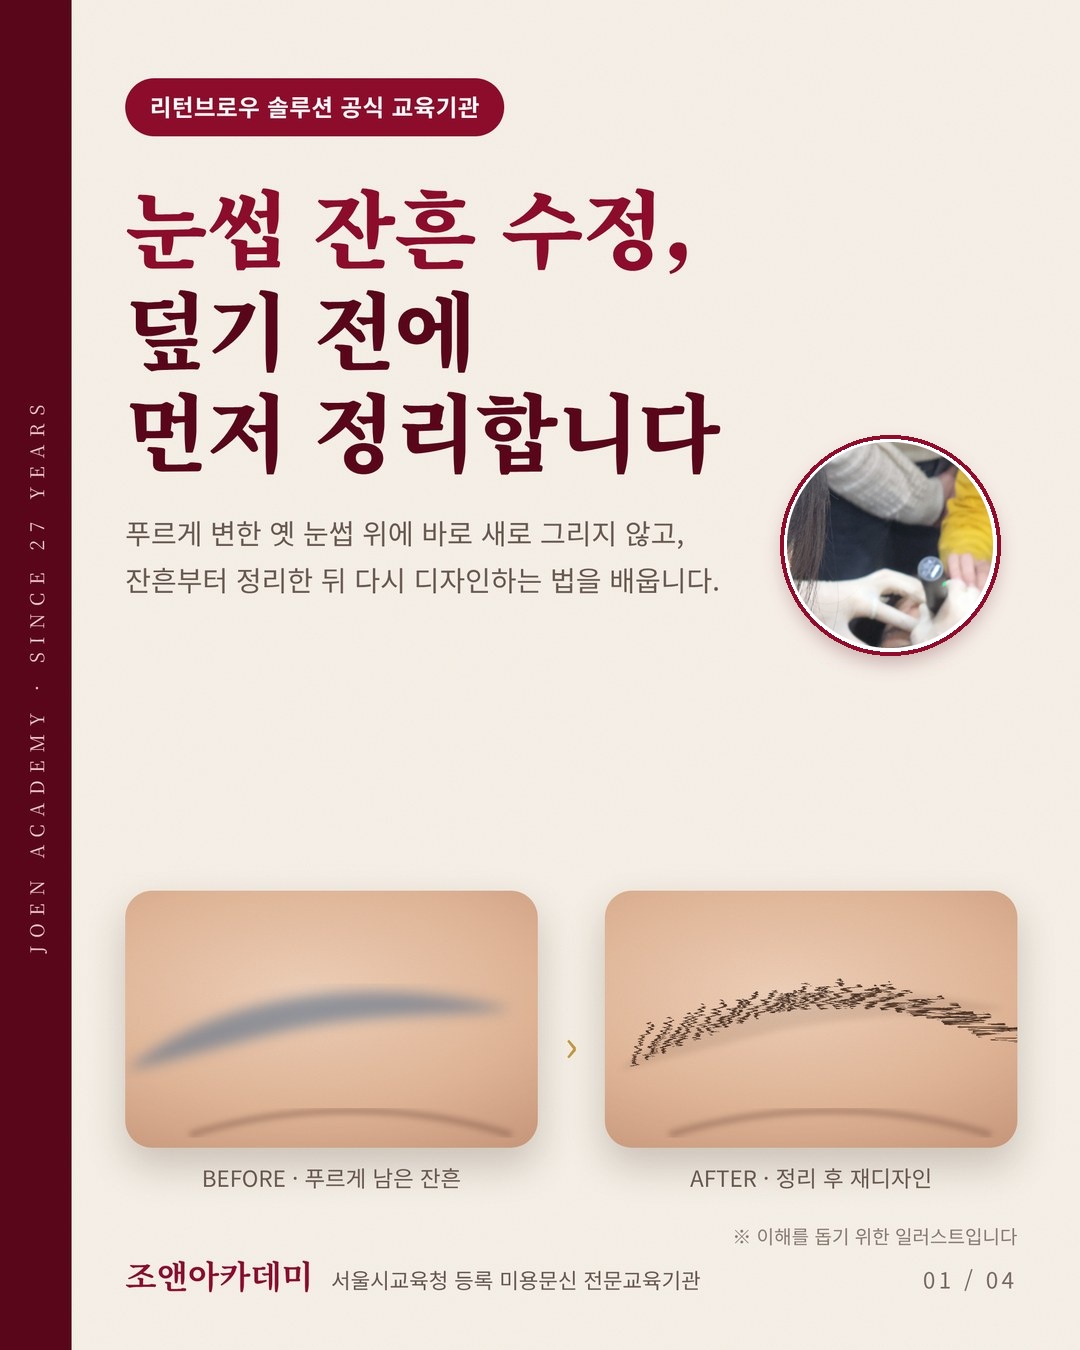 리턴브로우 솔루션 공식 교육기관
눈썹 잔흔 수정,
덮기 전에
먼저 정리합니다
푸르게 변한 옛 눈썹 위에 바로 새로 그리지 않고,
잔흔부터 정리한 뒤 다시 디자인하는 법을 배웁니다.
JOEN ACADEMY · SINCE 27 YEARS
›
BEFORE · 푸르게 남은 잔흔
AFTER · 정리 후 재디자인
※ 이해를 돕기 위한 일러스트입니다
조앤아카데미 서울시교육청 등록 미용문신 전문교육기관
01 / 04